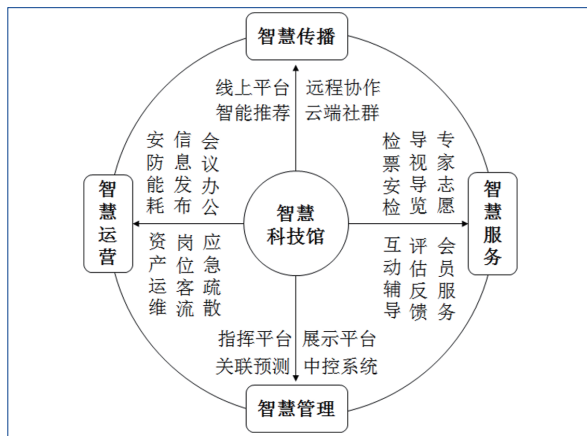 智慧传播
线上平台 远程协作
智能推荐 云端社群
安防能耗
信息发布
会议办公
检票安检
导视导览
专家志愿
智慧运营
智慧
科技馆
智慧服务
资产运维
岗位客流
应急疏散
互动辅导
评估反馈
会员服务
指挥平台 展示平台
关联预测 中控系统
智慧管理